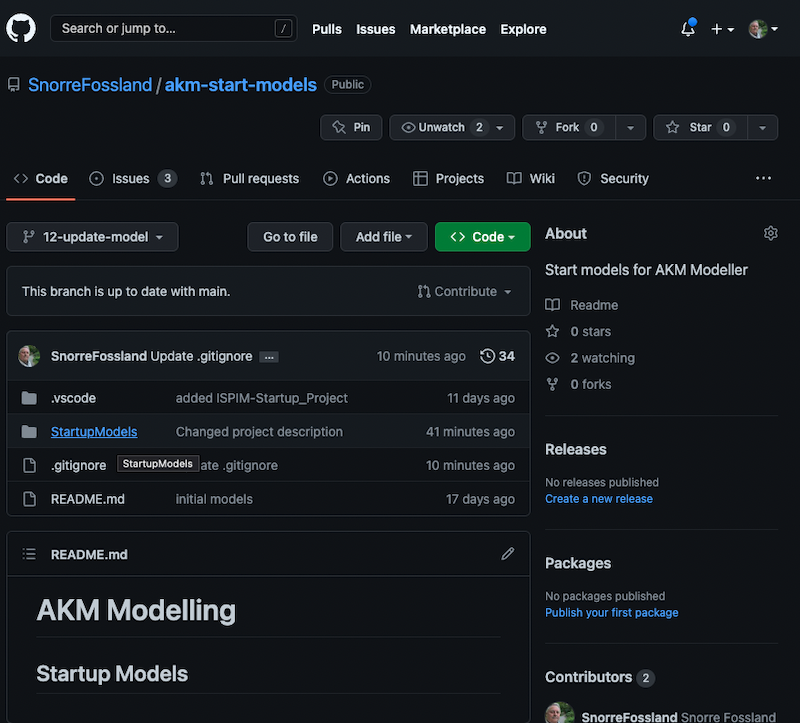 Search or jump to... /
Pulls Issues Marketplace Explore
SnorreFossland / akm-start-models Public
Pin Unwatch 2 Fork 0 Star 0
Code Issues 3 Pull requests Actions Projects Wiki Security ...
12-update-model Go to file Add file Code
This branch is up to date with main. Contribute
SnorreFossland Update .gitignore ... 10 minutes ago 34
.vscode added ISPIM-Startup_Project 11 days ago
StartupModels Changed project description 41 minutes ago
.gitignore StartupModels ate .gitignore 10 minutes ago
README.md initial models 17 days ago
README.md
AKM Modelling
Startup Models
About
Start models for AKM Modeller
Readme
0 stars
2 watching
0 forks
Releases
No releases published
Create a new release
Packages
No packages published
Publish your first package
Contributors 2
SnorreFossland Snorre Fossland